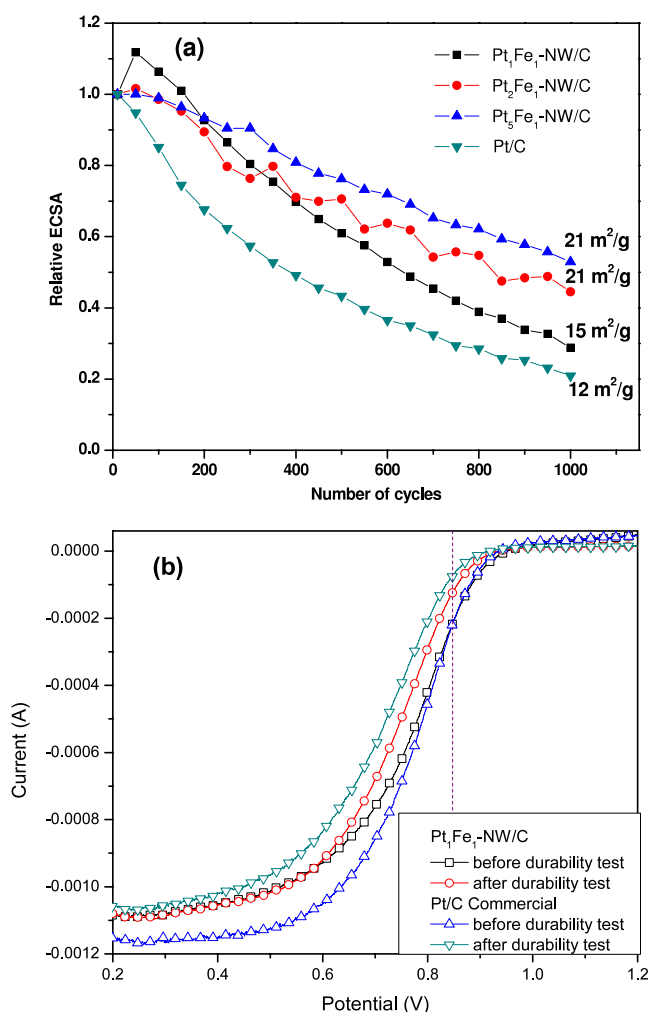 (a)
Pt₁Fe₁-NW/C
Pt₂Fe₁-NW/C
Pt₅Fe₁-NW/C
Pt/C
Relative ECSA
1.2
1.0
0.8
0.6
0.4
0.2
0.0
21 m²/g
21 m²/g
15 m²/g
12 m²/g
0 200 400 600 800 1000
Number of cycles
(b)
Current (A)
0.0000
-0.0002
-0.0004
-0.0006
-0.0008
-0.0010
-0.0012
Pt₁Fe₁-NW/C
before durability test
after durability test
Pt/C Commercial
before durability test
after durability test
0.2 0.4 0.6 0.8 1.0 1.2
Potential (V)